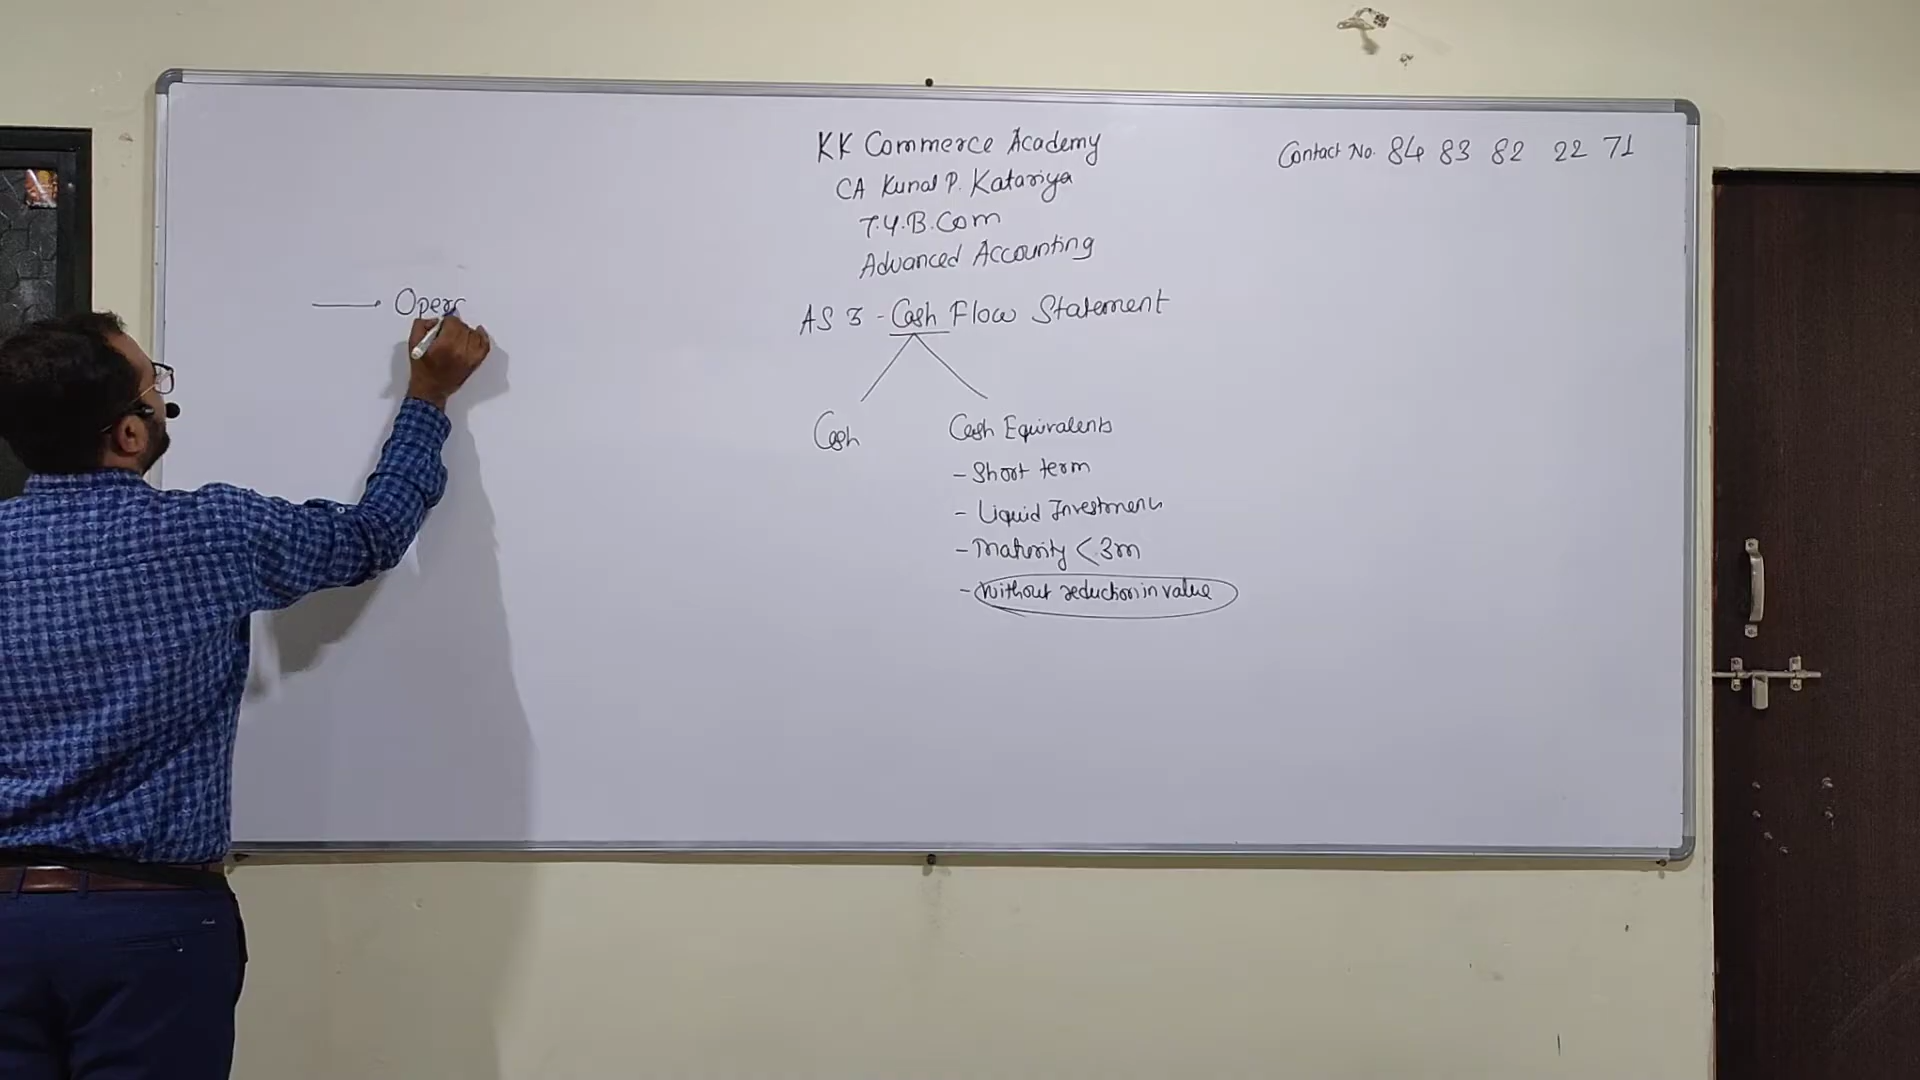 KK Commerce Academy
Contact No. 84 83 82 22 71
CA Kunal P. Katariya
T.Y.B.Com
Advanced Accounting
Opera
AS 3 - Cash Flow Statement
Cash
Cash Equivalents
- Short term
- Liquid Investments
- Maturity < 3m
- Without reduction in value